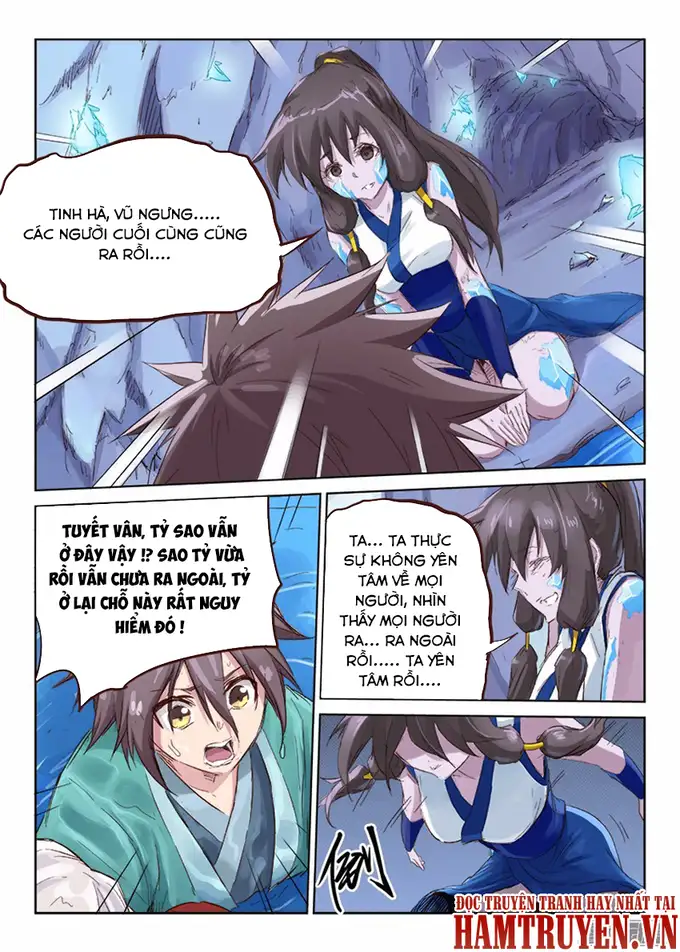 TINH HÀ, VŨ NGƯNG.....
CÁC NGƯỜI CUỐI CÙNG CŨNG
RA RỒI....
TUYẾT VÂN, TỶ SAO VẪN
Ở ĐÂY VẬY !? SAO TỶ VỪA
RỒI VẪN CHƯA RA NGOÀI, TỶ
Ở LẠI CHỖ NÀY RẤT NGUY
HIỂM ĐÓ !
TA... TA THỰC
SỰ KHÔNG YÊN
TÂM VỀ MỌI
NGƯỜI, NHÌN
THẤY MỌI NGƯỜI
RA... RA NGOÀI
RỒI..... TA YÊN
TÂM RỒI....
倒
ĐỌC TRUYỆN TRANH HAY NHẤT TẠI
HAMTRUYEN.VN